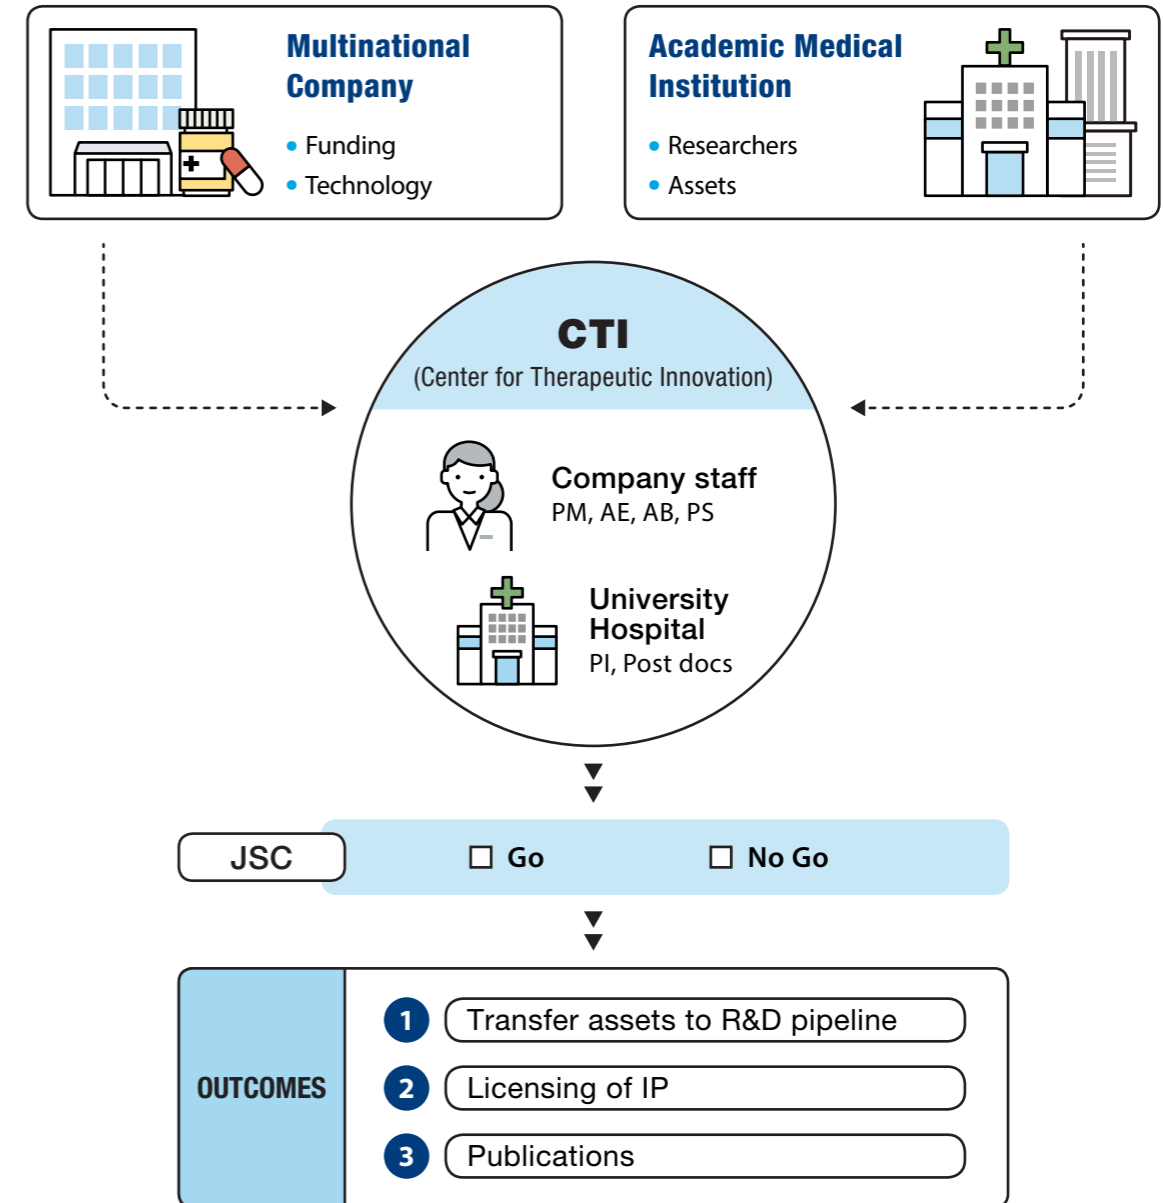 Multinational
Company
• Funding
• Technology
Academic Medical
Institution
• Researchers
• Assets
CTI
(Center for Therapeutic Innovation)
Company staff
PM, AE, AB, PS
University
Hospital
PI, Post docs
JSC
Go
No Go
OUTCOMES
1 Transfer assets to R&D pipeline
2 Licensing of IP
3 Publications